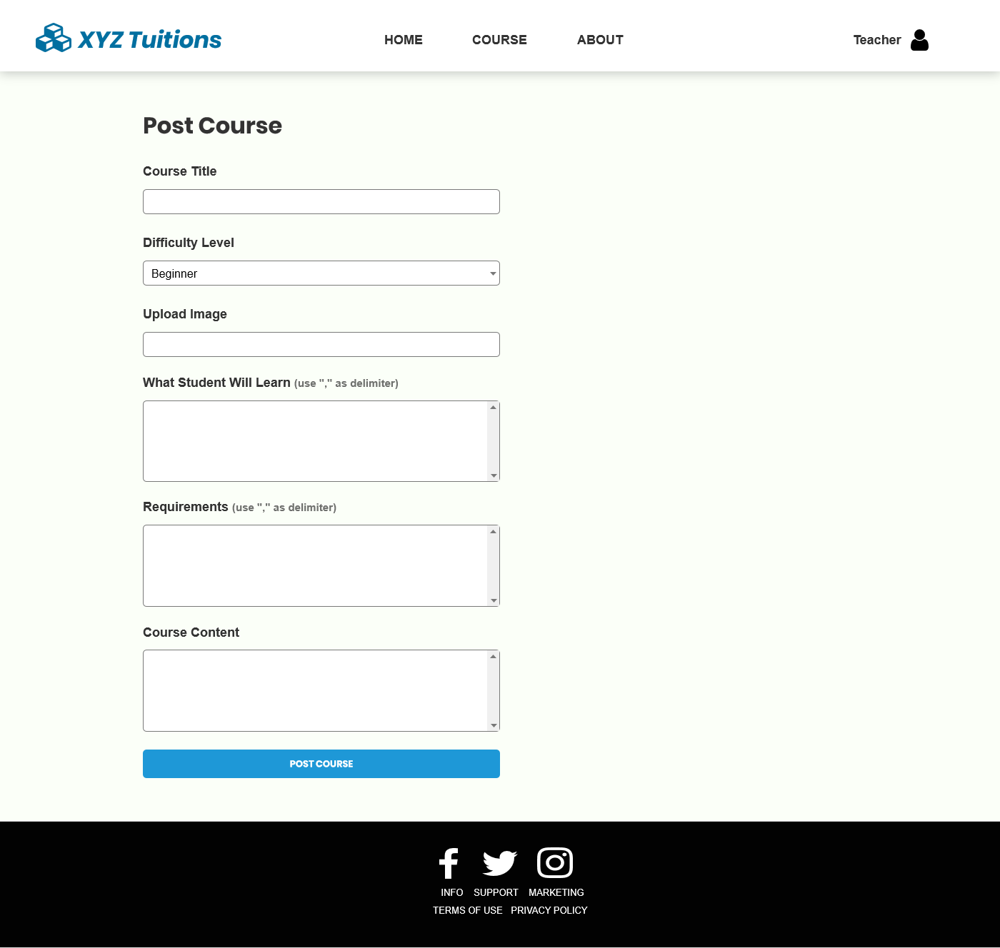 XYZ Tuitions
HOME COURSE ABOUT
Teacher
Post Course
Course Title
Difficulty Level
Beginner
Upload Image
What Student Will Learn (use "," as delimiter)
Requirements (use "," as delimiter)
Course Content
POST COURSE
INFO SUPPORT MARKETING
TERMS OF USE PRIVACY POLICY